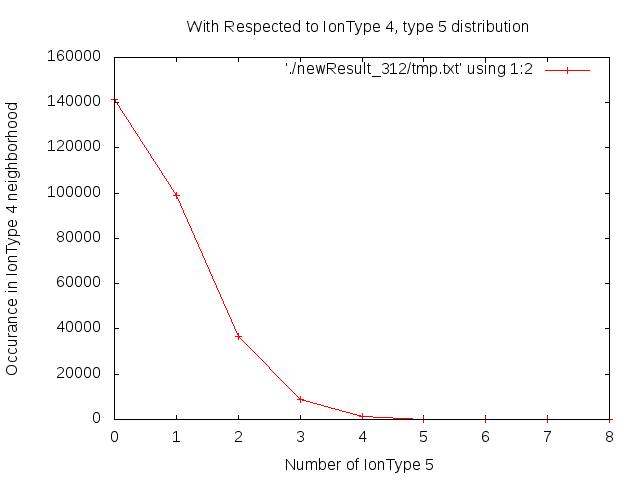 With Respected to IonType 4, type 5 distribution
'./newResult_312/tmp.txt' using 1:2
160000
140000
120000
100000
80000
60000
40000
20000
0
Occurance in IonType 4 neighborhood
0 1 2 3 4 5 6 7 8
Number of IonType 5